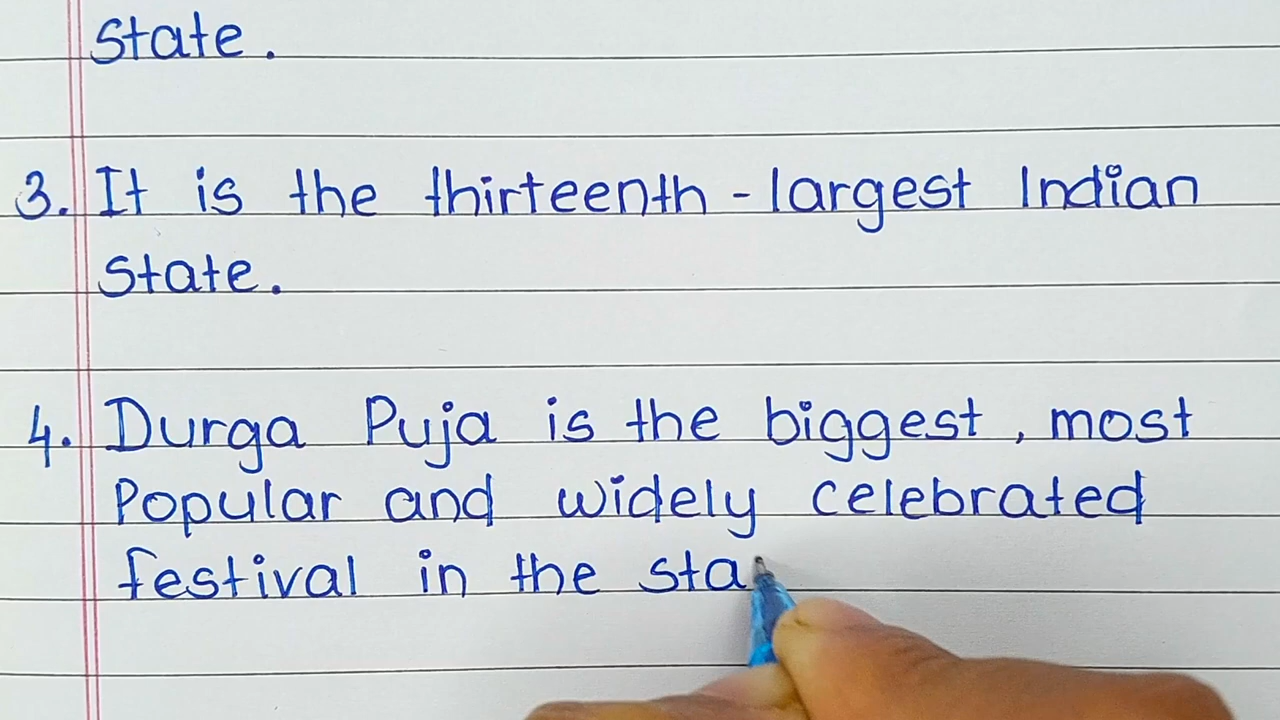 State.
3. It is the thirteenth - largest Indian
State.
4. Durga Puja is the biggest, most
Popular and widely celebrated
festival in the sta